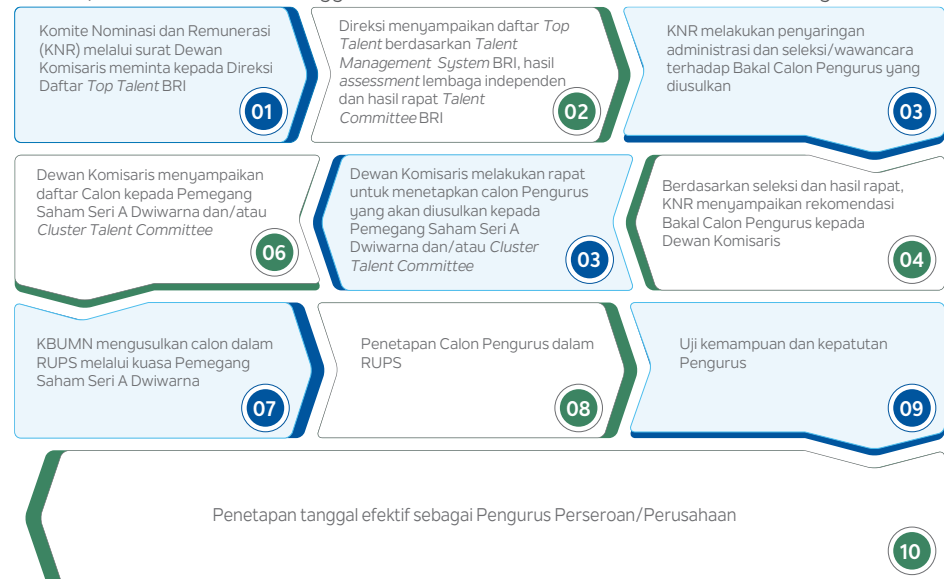 Komite Nominasi dan Remunerasi
(KNR) melalui surat Dewan
Komisaris meminta kepada Direksi
Daftar Top Talent BRI
01
Direksi menyampaikan daftar Top
Talent berdasarkan Talent
Management System BRI, hasil
assessment lembaga independen
dan hasil rapat Talent
Committee BRI
02
KNR melakukan penyaringan
administrasi dan seleksi/wawancara
terhadap Bakal Calon Pengurus yang
diusulkan
03
Berdasarkan seleksi dan hasil rapat,
KNR menyampaikan rekomendasi
Bakal Calon Pengurus kepada
Dewan Komisaris
04
Dewan Komisaris melakukan rapat
untuk menetapkan calon Pengurus
yang akan diusulkan kepada
Pemegang Saham Seri A
Dwiwarna dan/atau Cluster
Talent Committee
03
Dewan Komisaris menyampaikan
daftar Calon kepada Pemegang
Saham Seri A Dwiwarna dan/atau
Cluster Talent Committee
06
KBUMN mengusulkan calon dalam
RUPS melalui kuasa Pemegang
Saham Seri A Dwiwarna
07
Penetapan Calon Pengurus dalam
RUPS
08
Uji kemampuan dan kepatutan
Pengurus
09
Penetapan tanggal efektif sebagai Pengurus Perseroan/Perusahaan
10